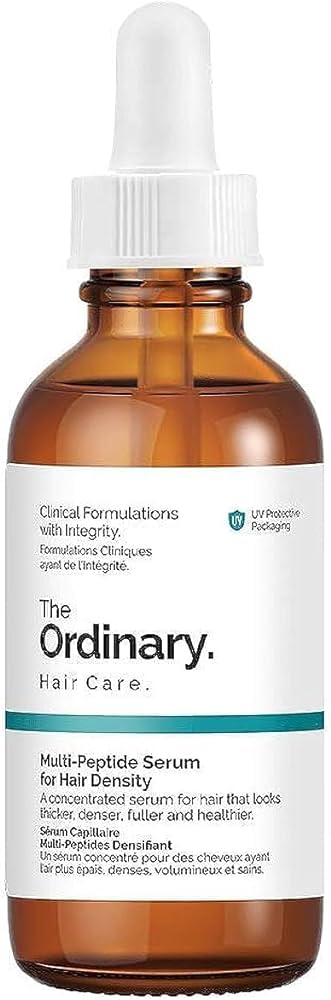 Clinical Formulations
with Integrity.
Formulations Cliniques
ayant de l'intégrité.
UV
UV Protective
Packaging
The
Ordinary.
Hair Care.
Multi-Peptide Serum
for Hair Density
A concentrated serum for hair that looks
thicker, denser, fuller and healthier.
Sérum Capillaire
Multi-Peptides Densifiant
Un sérum concentré pour des cheveux ayant
l'air plus épais, denses, volumineux et sains.